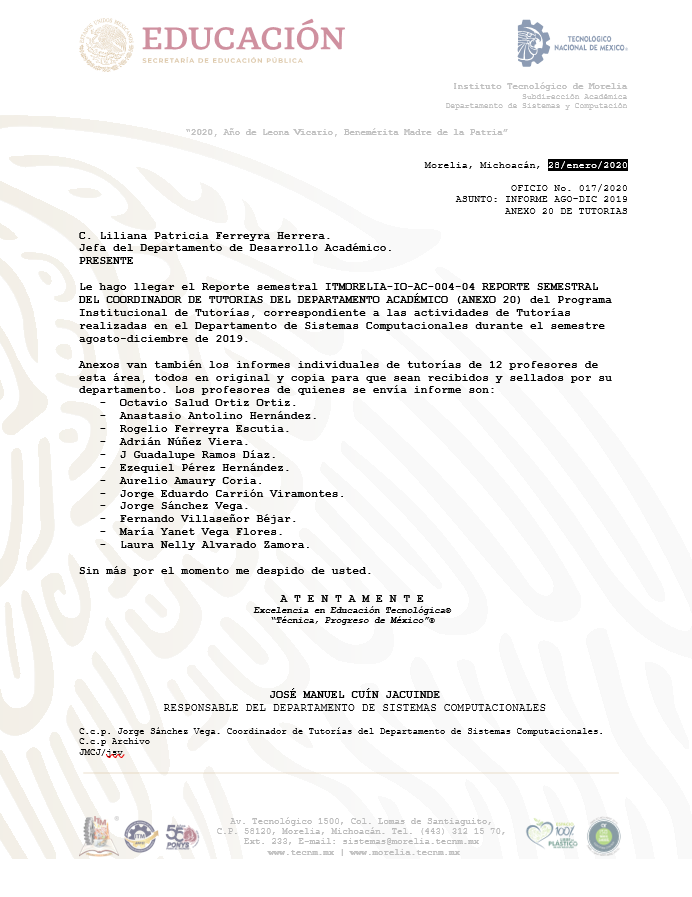 EDUCACIÓN
SECRETARÍA DE EDUCACIÓN PÚBLICA
TECNOLÓGICO
NACIONAL DE MÉXICO
Instituto Tecnológico de Morelia
Subdirección Académica
Departamento de Sistemas y Computación
"2020, Año de Leona Vicario, Benemérita Madre de la Patria"
Morelia, Michoacán, 28/enero/2020
OFICIO No. 017/2020
ASUNTO: INFORME AGO-DIC 2019
ANEXO 20 DE TUTORIAS
C. Liliana Patricia Ferreyra Herrera.
Jefa del Departamento de Desarrollo Académico.
PRESENTE
Le hago llegar el Reporte semestral ITMORELIA-IO-AC-004-04 REPORTE SEMESTRAL
DEL COORDINADOR DE TUTORIAS DEL DEPARTAMENTO ACADÉMICO (ANEXO 20) del Programa
Institucional de Tutorías, correspondiente a las actividades de Tutorías
realizadas en el Departamento de Sistemas Computacionales durante el semestre
agosto-diciembre de 2019.
Anexos van también los informes individuales de tutorías de 12 profesores de
esta área, todos en original y copia para que sean recibidos y sellados por su
departamento. Los profesores de quienes se envía informe son:
- Octavio Salud Ortiz Ortiz.
- Anastasio Antolino Hernández.
- Rogelio Ferreyra Escutia.
- Adrián Núñez Viera.
- J Guadalupe Ramos Díaz.
- Ezequiel Pérez Hernández.
- Aurelio Amaury Coria.
- Jorge Eduardo Carrión Viramontes.
- Jorge Sánchez Vega.
- Fernando Villaseñor Béjar.
- María Yanet Vega Flores.
- Laura Nelly Alvarado Zamora.
Sin más por el momento me despido de usted.
A T E N T A M E N T E
Excelencia en Educación Tecnológica®
"Técnica, Progreso de México"®
JOSÉ MANUEL CUÍN JACUINDE
RESPONSABLE DEL DEPARTAMENTO DE SISTEMAS COMPUTACIONALES
C.c.p. Jorge Sánchez Vega. Coordinador de Tutorías del Departamento de Sistemas Computacionales.
C.c.p Archivo
JMCJ/jsv
Av. Tecnológico 1500, Col. Lomas de Santiaguito,
C.P. 58120, Morelia, Michoacán. Tel. (443) 312 15 70,
Ext. 233, E-mail: sistemas@morelia.tecnm.mx
www.tecnm.mx | www.morelia.tecnm.mx
ITM
55
PONYS
100%
PLÁSTICO